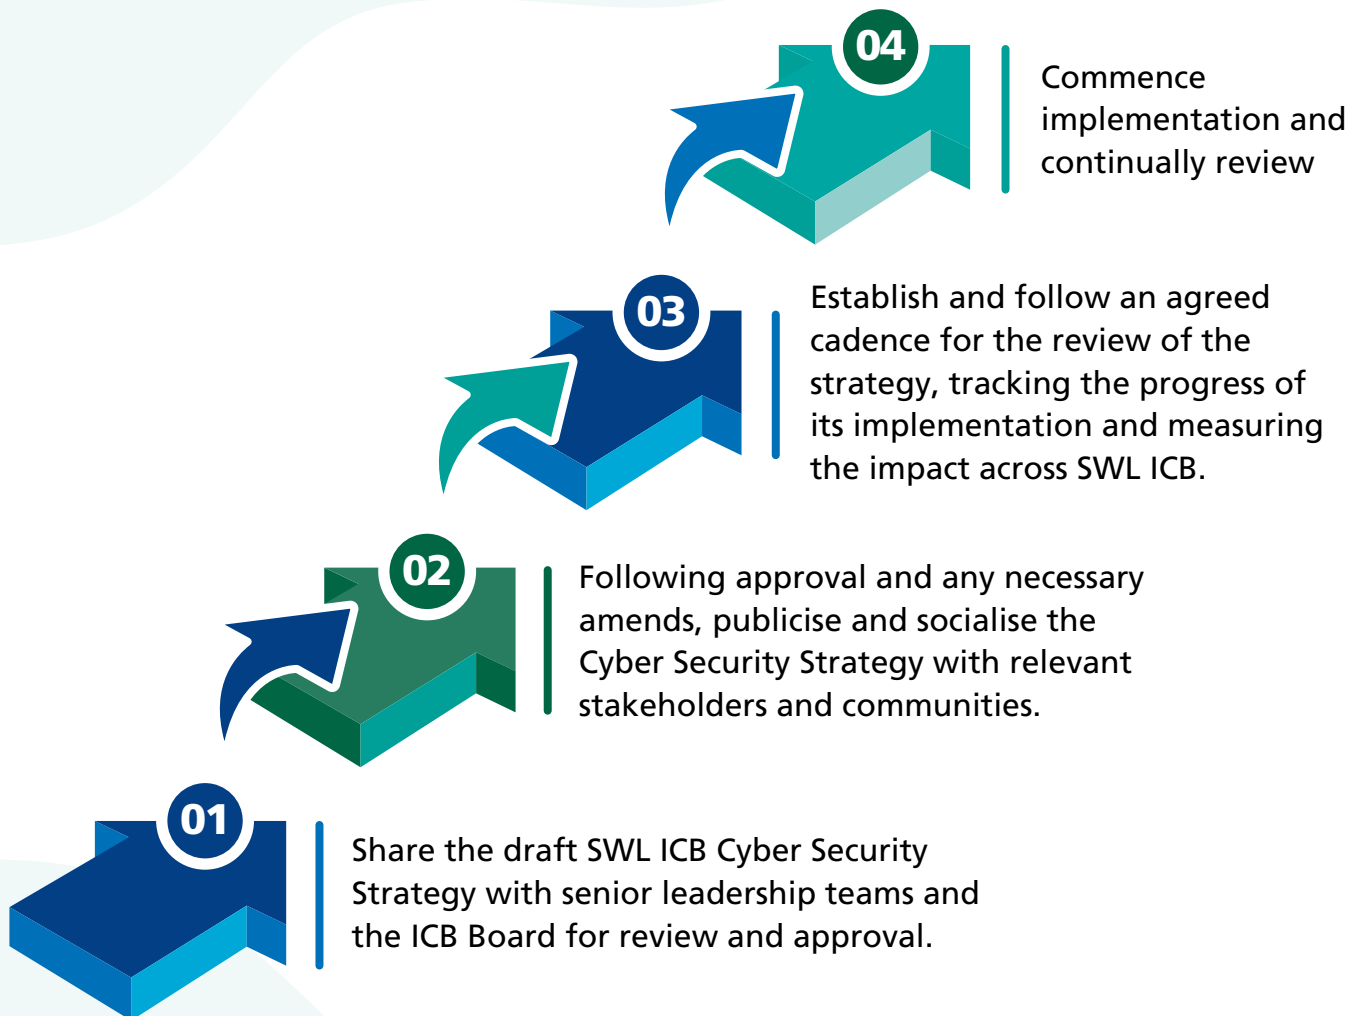 04
Commence
implementation and
continually review
03
Establish and follow an agreed
cadence for the review of the
strategy, tracking the progress of
its implementation and measuring
the impact across SWL ICB.
02
Following approval and any necessary
amends, publicise and socialise the
Cyber Security Strategy with relevant
stakeholders and communities.
01
Share the draft SWL ICB Cyber Security
Strategy with senior leadership teams and
the ICB Board for review and approval.